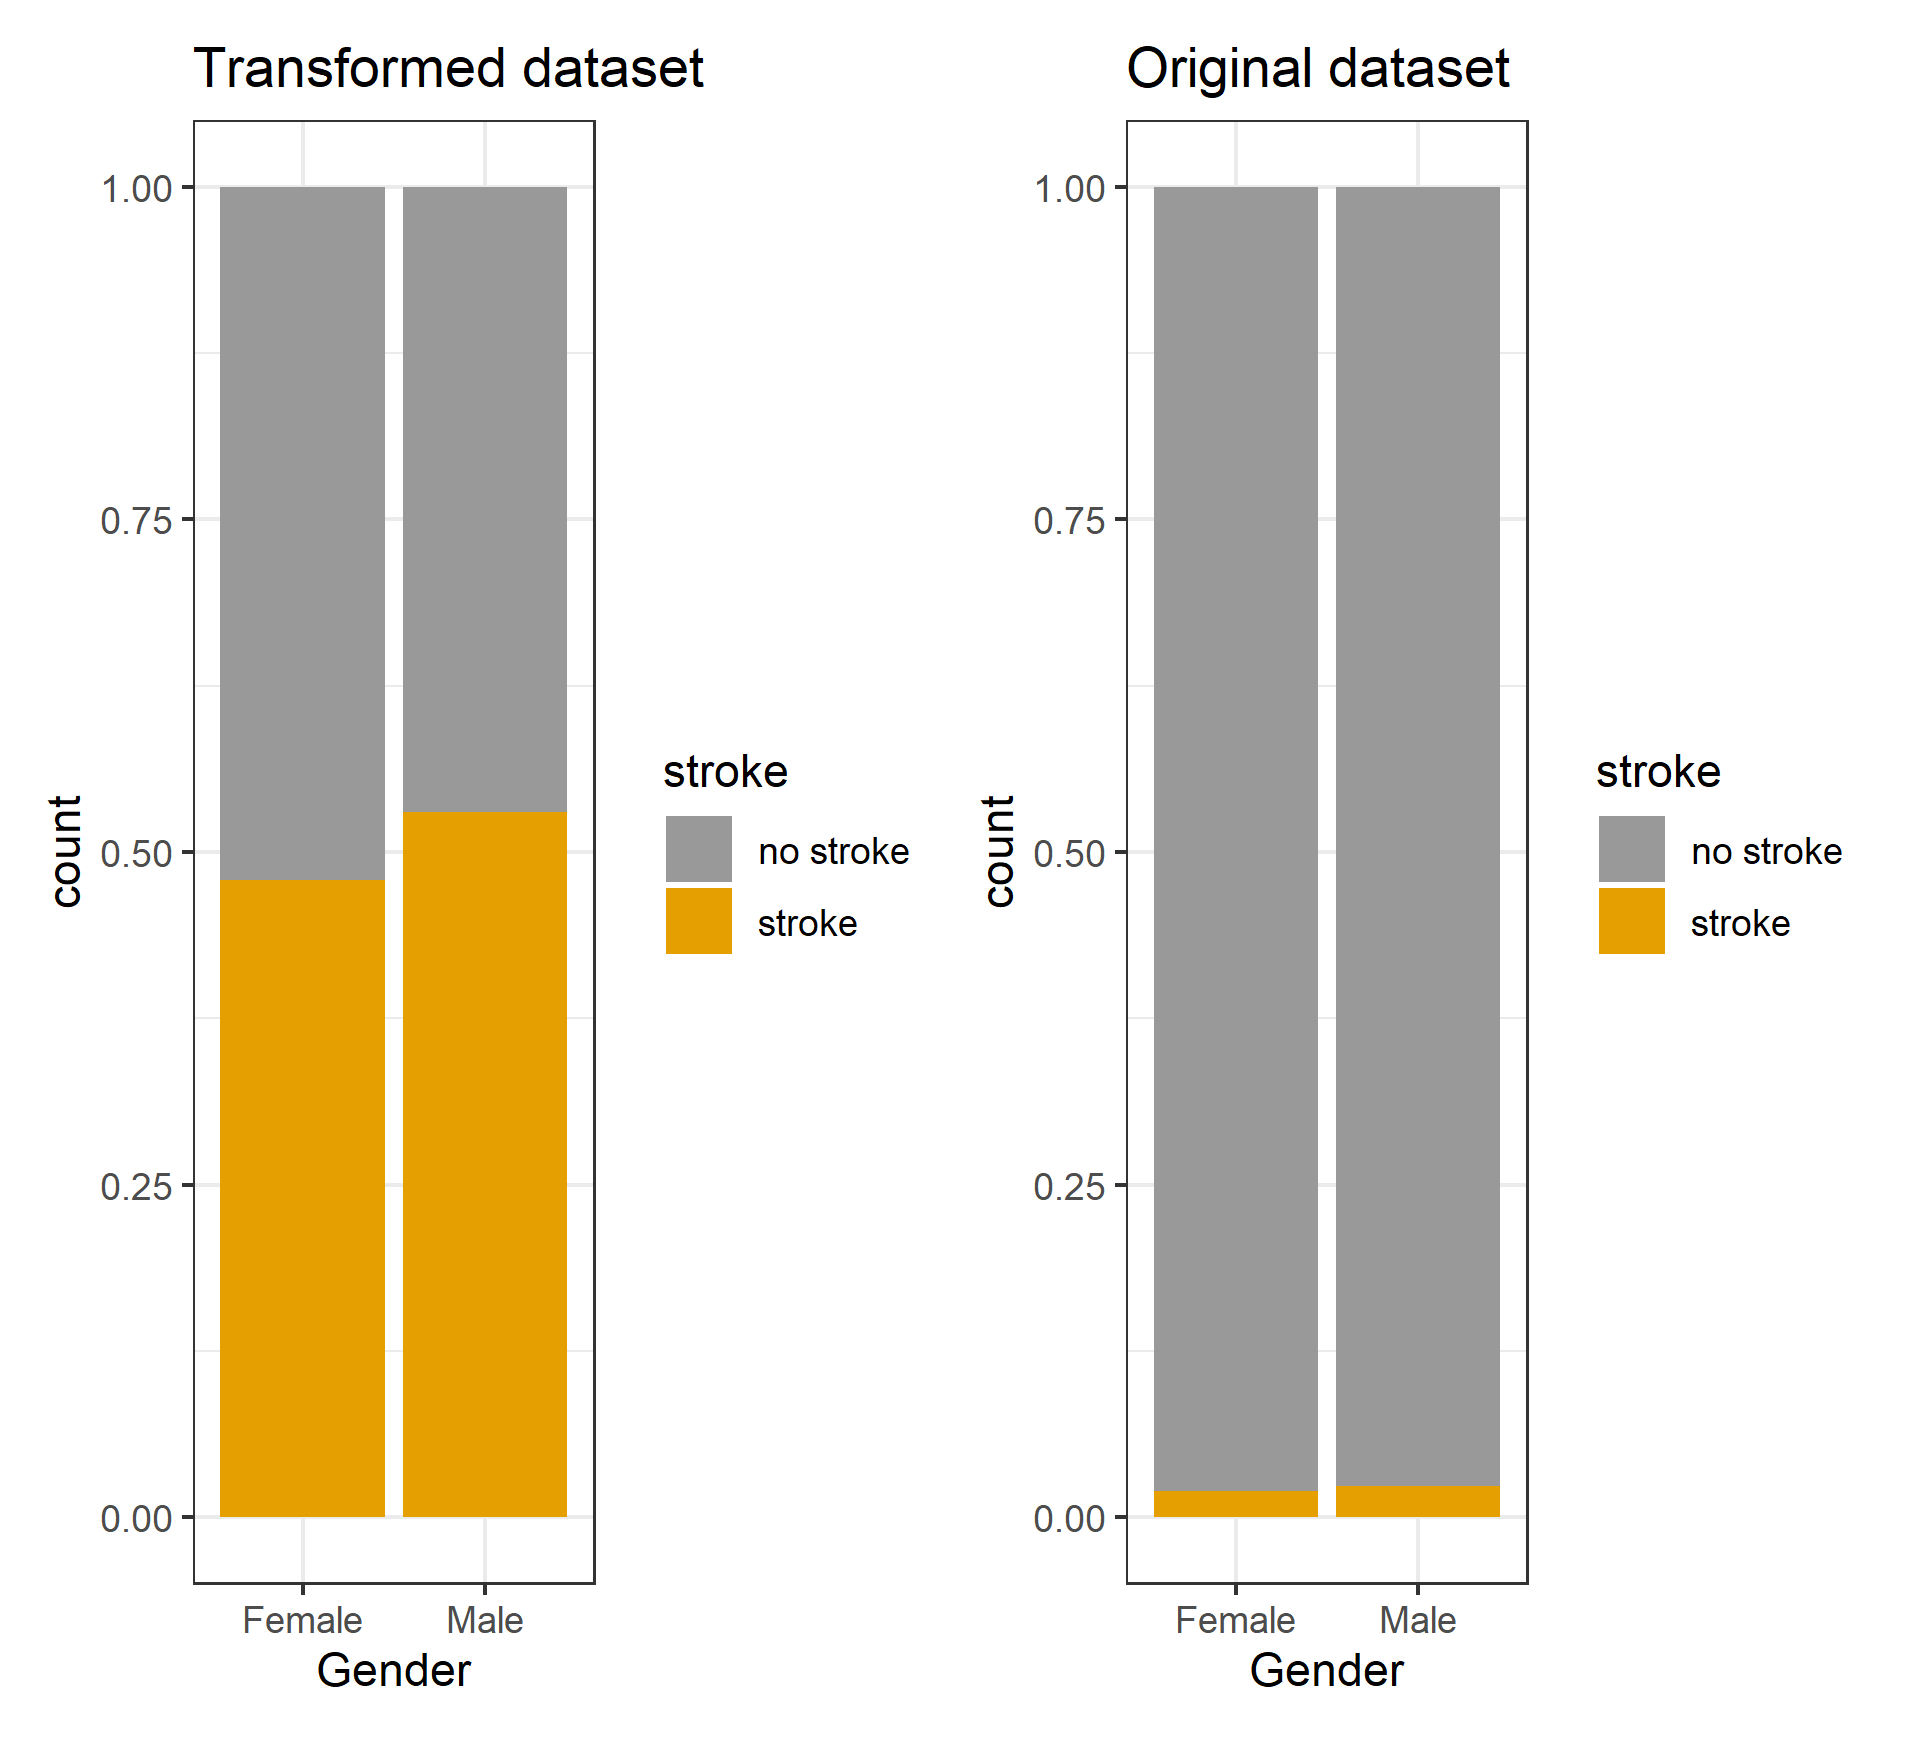 Transformed dataset
1.00
0.75
0.50
0.25
0.00
count
Female Male
Gender
stroke
no stroke
stroke
Original dataset
1.00
0.75
0.50
0.25
0.00
count
Female Male
Gender
stroke
no stroke
stroke